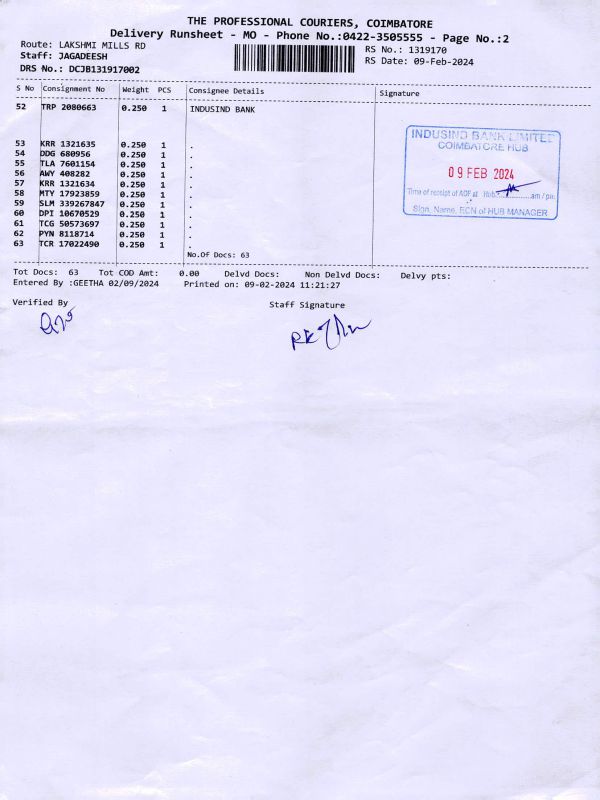 THE PROFESSIONAL COURIERS, COIMBATORE
Delivery Runsheet - MO - Phone No.:0422-3505555 - Page No.:2
Route: LAKSHMI MILLS RD
RS No.: 1319170
Staff: JAGADEESH
RS Date: 09-Feb-2024
DRS No.: DCJB131917002
S No Consignment No Weight PCS Consignee Details Signature
52 TRP 2080663 0.250 1 INDUSIND BANK
INDUSIND BANK LIMITED
COIMBATORE HUB
09 FEB 2024
Time of receipt of AOF at Hub: am / pm.
Sign, Name, ECN of HUB MANAGER
53 KRR 1321635 0.250 1 .
54 DDG 680956 0.250 1 .
55 TLA 7601154 0.250 1 .
56 AWY 408282 0.250 1 .
57 KRR 1321634 0.250 1 .
58 MTY 17923859 0.250 1 .
59 SLM 339267847 0.250 1 .
60 DPI 10670529 0.250 1 .
61 TCG 50573697 0.250 1 .
62 PYN 8118714 0.250 1 .
63 TCR 17022490 0.250 1 .
No.Of Docs: 63
Tot Docs: 63 Tot COD Amt: 0.00 Delvd Docs: Non Delvd Docs: Delvy pts:
Entered By :GEETHA 02/09/2024 Printed on: 09-02-2024 11:21:27
Verified By Staff Signature